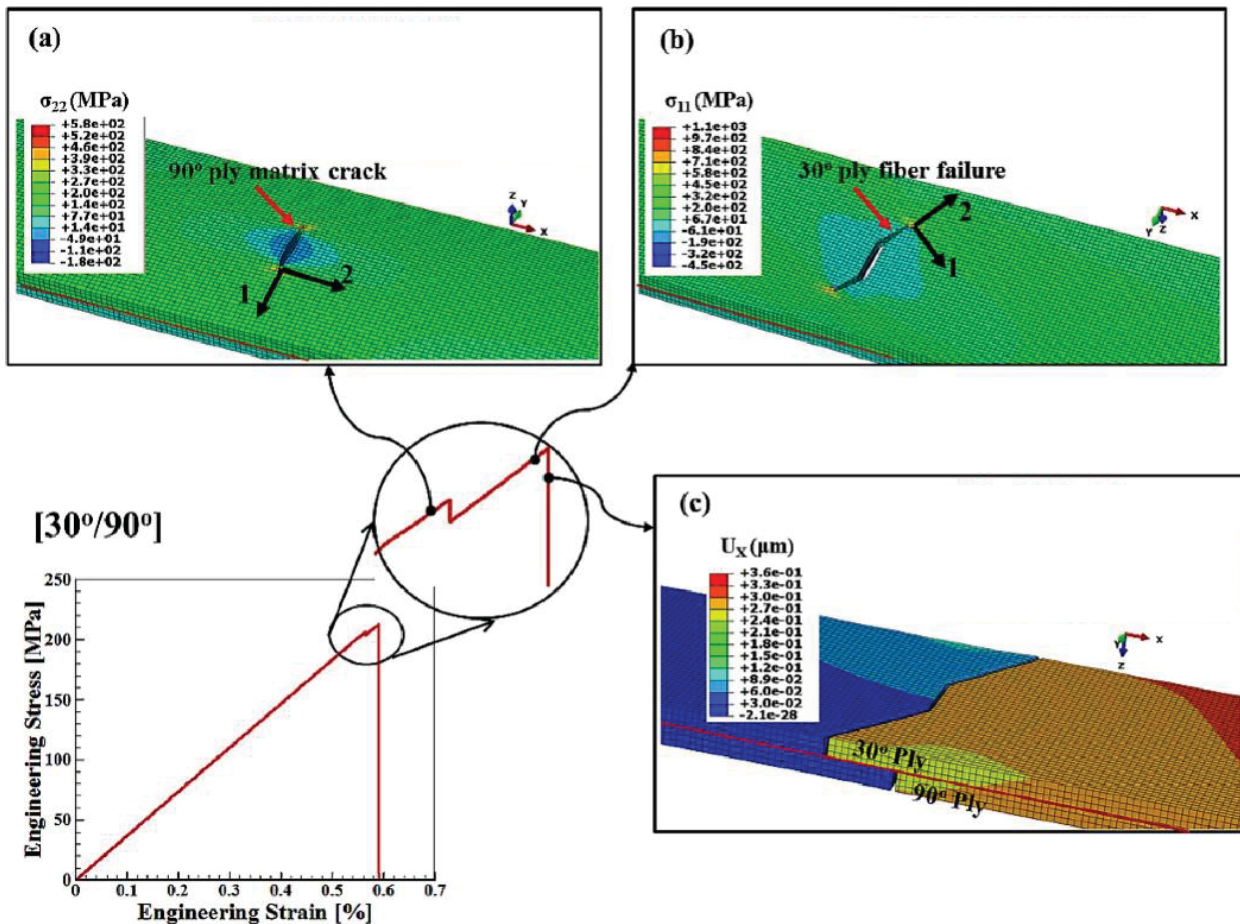 (a)
σ₂₂ (MPa)
+5.8e+02
+5.2e+02
+4.6e+02
+3.9e+02
+3.3e+02
+2.7e+02
+2.0e+02
+1.4e+02
+7.7e+01
+1.4e+01
-4.9e+01
-1.1e+02
-1.8e+02
90º ply matrix crack
Z
Y
X
2
1
(b)
σ₁₁ (MPa)
+1.1e+03
+9.7e+02
+8.4e+02
+7.1e+02
+5.8e+02
+4.5e+02
+3.2e+02
+2.0e+02
+6.7e+01
-6.1e+01
-1.9e+02
-3.2e+02
-4.5e+02
30º ply fiber failure
X
Y
Z
2
1
[30º/90º]
250
200
150
100
50
0
Engineering Stress [MPa]
0 0.1 0.2 0.3 0.4 0.5 0.6 0.7
Engineering Strain [%]
(c)
U_X (µm)
+3.6e-01
+3.3e-01
+3.0e-01
+2.7e-01
+2.4e-01
+2.1e-01
+1.8e-01
+1.5e-01
+1.2e-01
+8.9e-02
+6.0e-02
+3.0e-02
-2.1e-28
Y
X
Z
30º Ply
90º Ply